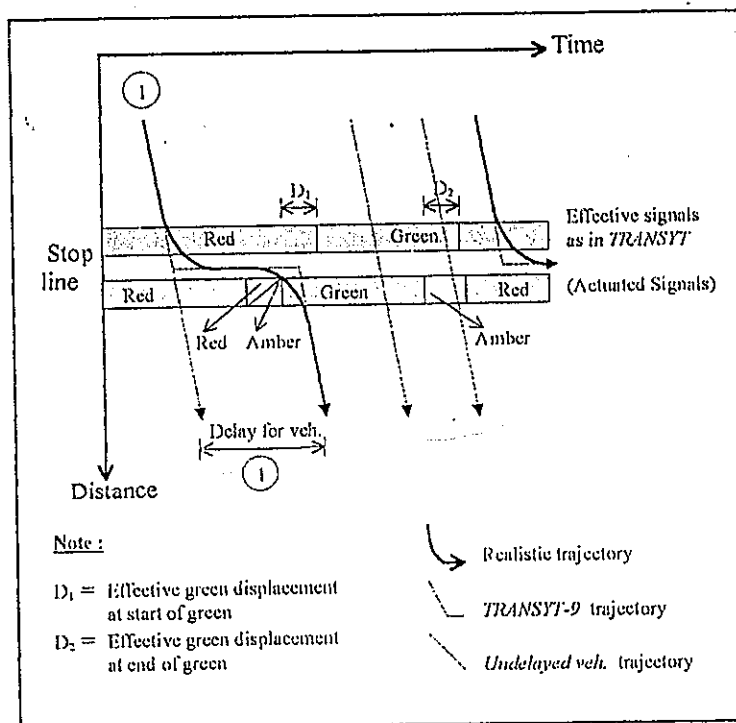 Time
1
D₁
D₂
Red
Green
Effective signals
as in TRANSYT
Stop
line
Red
Green
Red
(Actuated Signals)
Red
Amber
Amber
Delay for veh.
1
Distance
Note :
D₁ = Effective green displacement
at start of green
D₂ = Effective green displacement
at end of green
Realistic trajectory
TRANSYT-9 trajectory
Undelayed veh. trajectory